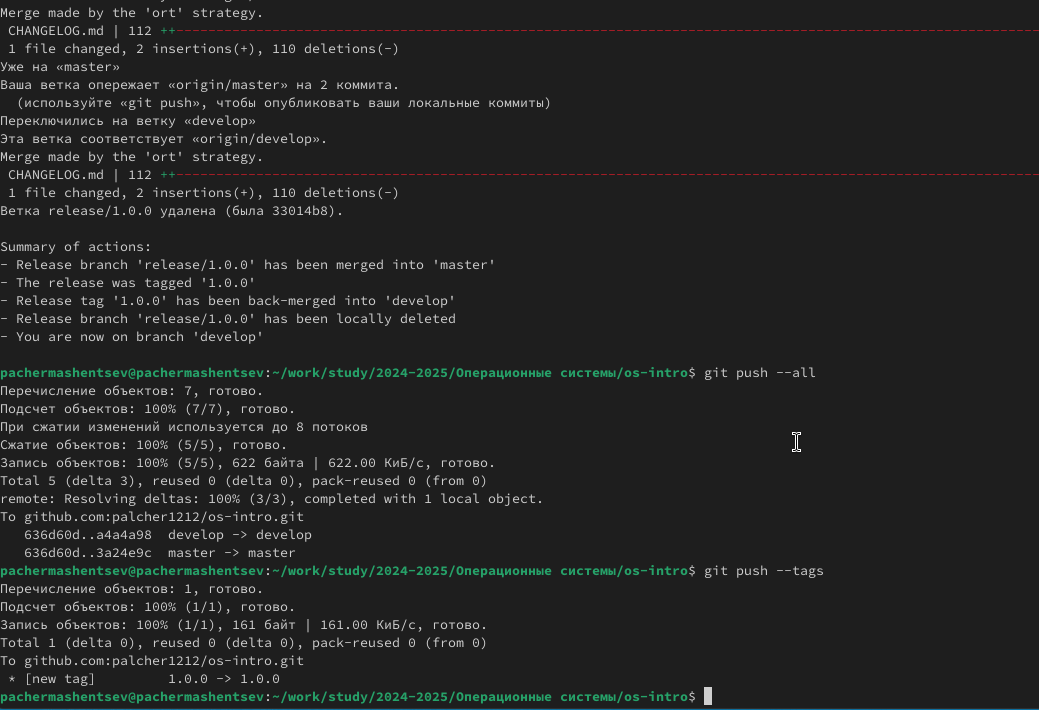 Merge made by the 'ort' strategy.
 CHANGELOG.md | 112 ++--------------------------------------------------------------------------------------------------------------
 1 file changed, 2 insertions(+), 110 deletions(-)
Уже на «master»
Ваша ветка опережает «origin/master» на 2 коммита.
  (используйте «git push», чтобы опубликовать ваши локальные коммиты)
Переключились на ветку «develop»
Эта ветка соответствует «origin/develop».
Merge made by the 'ort' strategy.
 CHANGELOG.md | 112 ++--------------------------------------------------------------------------------------------------------------
 1 file changed, 2 insertions(+), 110 deletions(-)
Ветка release/1.0.0 удалена (была 33014b8).

Summary of actions:
- Release branch 'release/1.0.0' has been merged into 'master'
- The release was tagged '1.0.0'
- Release tag '1.0.0' has been back-merged into 'develop'
- Release branch 'release/1.0.0' has been locally deleted
- You are now on branch 'develop'

pachermashentsev@pachermashentsev:~/work/study/2024-2025/Операционные системы/os-intro$ git push --all
Перечисление объектов: 7, готово.
Подсчет объектов: 100% (7/7), готово.
При сжатии изменений используется до 8 потоков
Сжатие объектов: 100% (5/5), готово.
Запись объектов: 100% (5/5), 622 байта | 622.00 КиБ/с, готово.
Total 5 (delta 3), reused 0 (delta 0), pack-reused 0 (from 0)
remote: Resolving deltas: 100% (3/3), completed with 1 local object.
To github.com:palcher1212/os-intro.git
   636d60d..a4a4a98  develop -> develop
   636d60d..3a24e9c  master -> master
pachermashentsev@pachermashentsev:~/work/study/2024-2025/Операционные системы/os-intro$ git push --tags
Перечисление объектов: 1, готово.
Подсчет объектов: 100% (1/1), готово.
Запись объектов: 100% (1/1), 161 байт | 161.00 КиБ/с, готово.
Total 1 (delta 0), reused 0 (delta 0), pack-reused 0 (from 0)
To github.com:palcher1212/os-intro.git
 * [new tag]         1.0.0 -> 1.0.0
pachermashentsev@pachermashentsev:~/work/study/2024-2025/Операционные системы/os-intro$